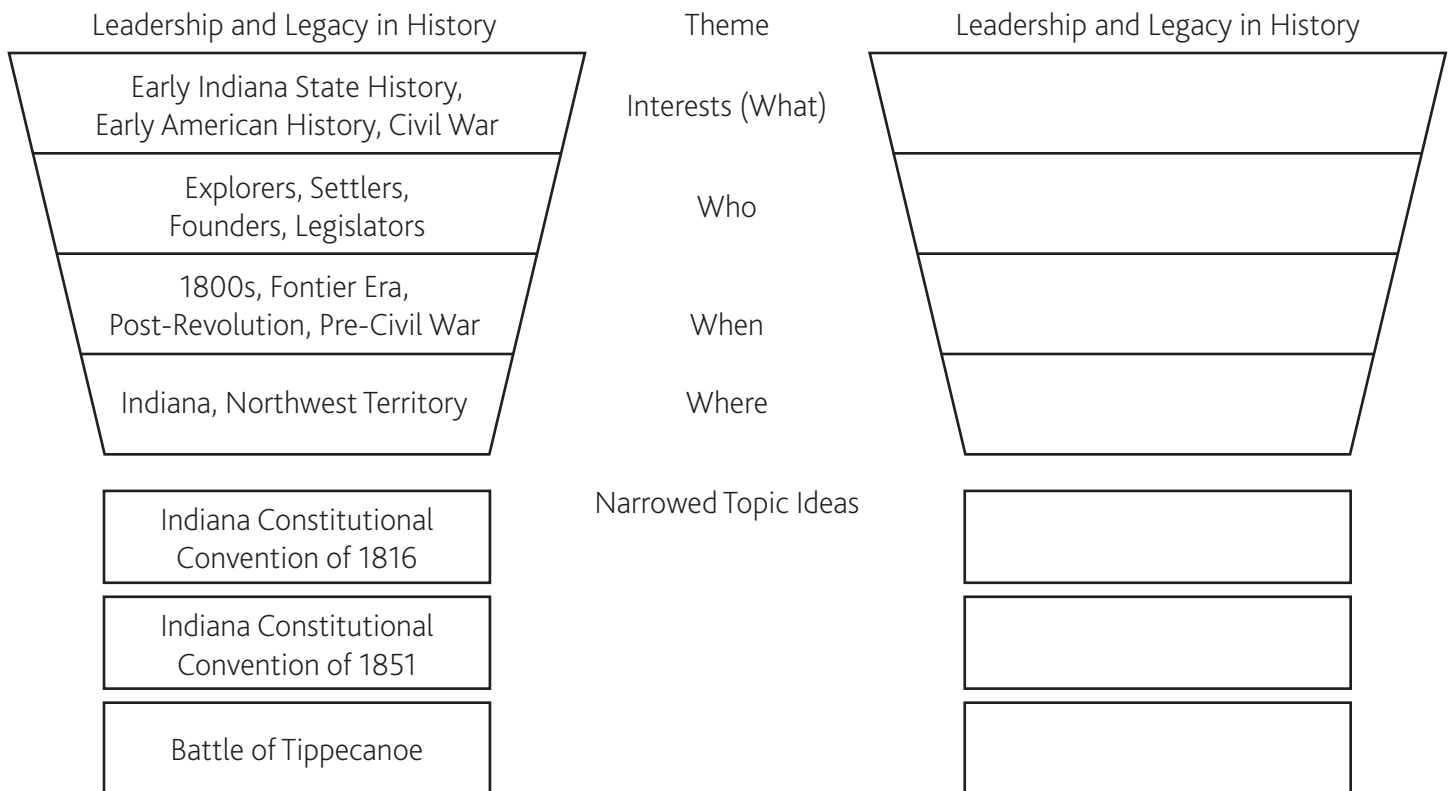 Leadership and Legacy in History
Theme
Leadership and Legacy in History
Early Indiana State History,
Early American History, Civil War
Interests (What)
Explorers, Settlers,
Founders, Legislators
Who
1800s, Fontier Era,
Post-Revolution, Pre-Civil War
When
Indiana, Northwest Territory
Where
Narrowed Topic Ideas
Indiana Constitutional
Convention of 1816
Indiana Constitutional
Convention of 1851
Battle of Tippecanoe